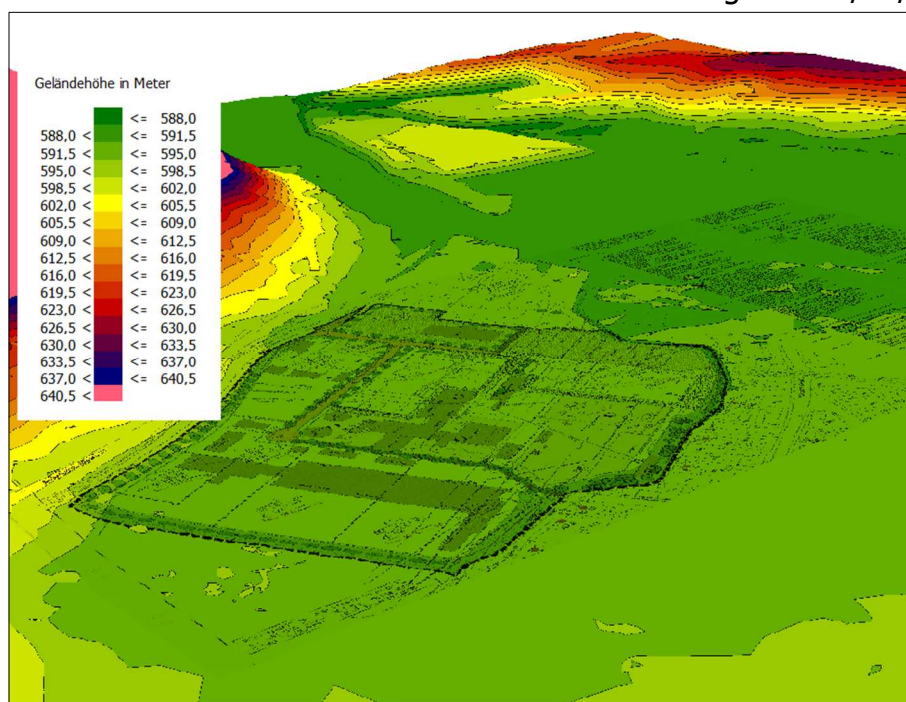 Geländehöhe in Meter
<= 588,0
588,0 < <= 591,5
591,5 < <= 595,0
595,0 < <= 598,5
598,5 < <= 602,0
602,0 < <= 605,5
605,5 < <= 609,0
609,0 < <= 612,5
612,5 < <= 616,0
616,0 < <= 619,5
619,5 < <= 623,0
623,0 < <= 626,5
626,5 < <= 630,0
630,0 < <= 633,5
633,5 < <= 637,0
637,0 < <= 640,5
640,5 <